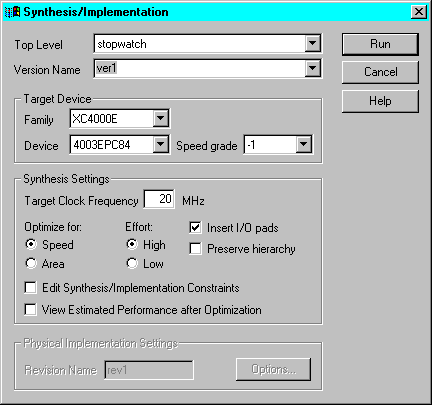 Synthesis/Implementation
Top Level stopwatch Run
Version Name ver1 Cancel
Help
Target Device
Family XC4000E
Device 4003EPC84 Speed grade -1
Synthesis Settings
Target Clock Frequency 20 MHz
Optimize for: Effort: Insert I/O pads
Speed High Preserve hierarchy
Area Low
Edit Synthesis/Implementation Constraints
View Estimated Performance after Optimization
Physical Implementation Settings
Revision Name rev1 Options...